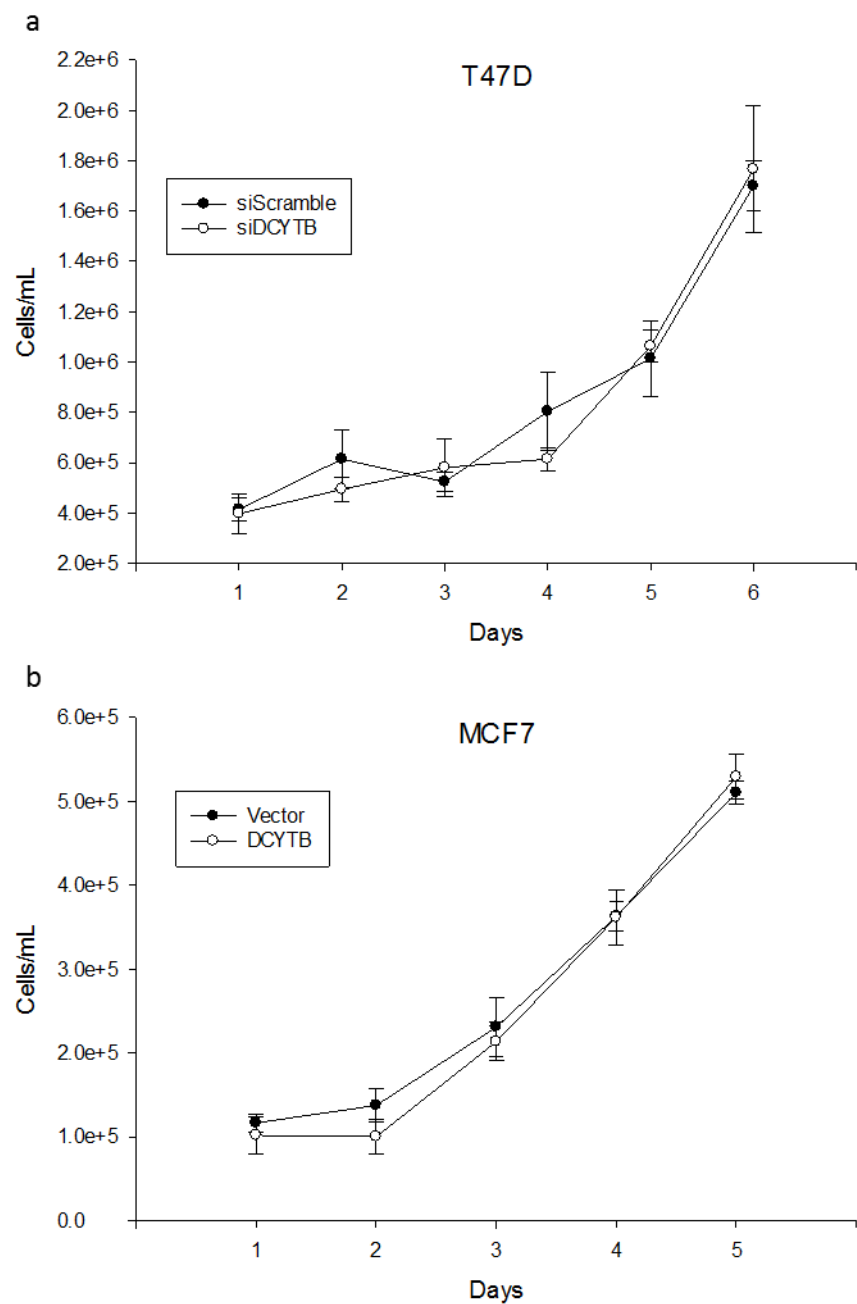 a
T47D
2.2e+6
2.0e+6
1.8e+6
1.6e+6
1.4e+6
1.2e+6
1.0e+6
8.0e+5
6.0e+5
4.0e+5
2.0e+5
Cells/mL
siScramble
siDCYTB
1 2 3 4 5 6
Days
b
MCF7
6.0e+5
5.0e+5
4.0e+5
3.0e+5
2.0e+5
1.0e+5
0.0
Cells/mL
Vector
DCYTB
1 2 3 4 5
Days